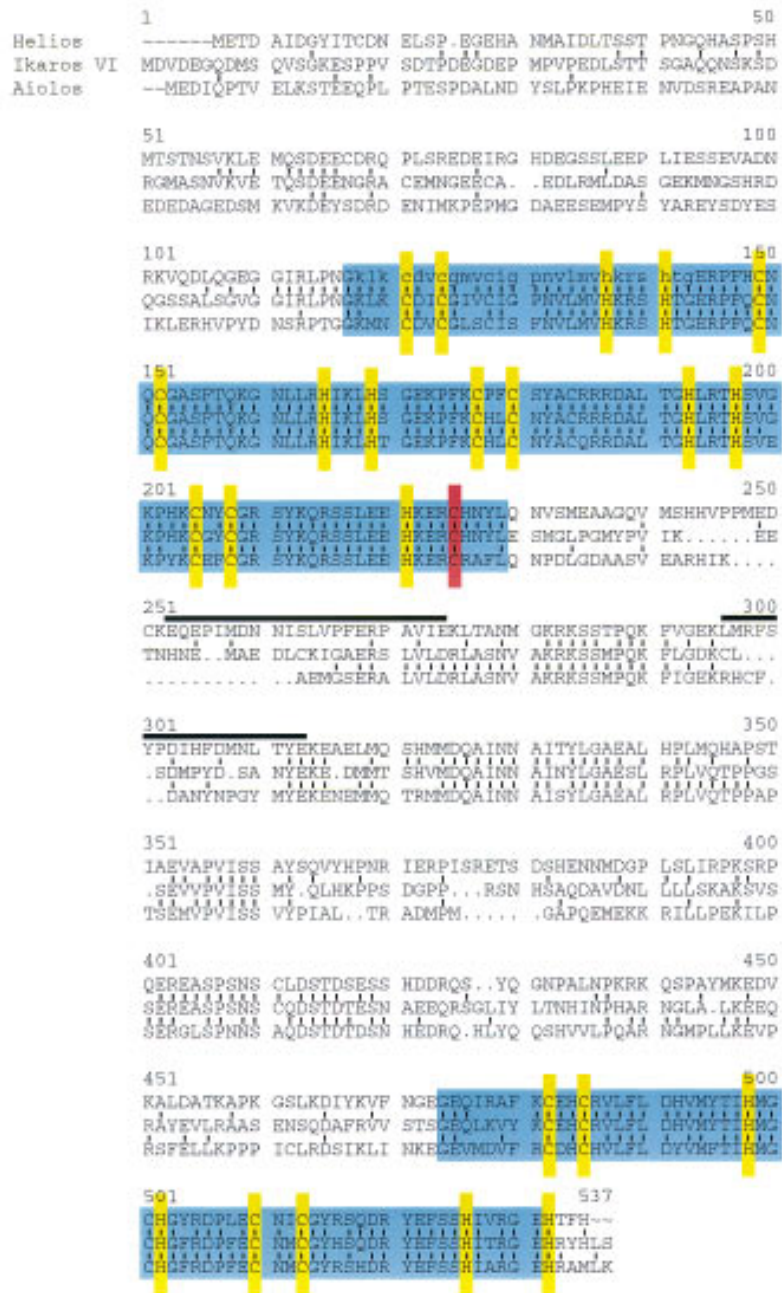 1 50
Helios ------METD AIDGYITCDN ELSP.EGEHA NMAIDLTSST PNGQHASPSH
Ikaros VI MDVDEGQDMS QVSGKESPPV SDTPDEGDEP MPVPEDLSTT SGAQQNSKSD
Aiolos --MEDIQPTV ELKSTEEQPL PTESPDALND YSLPKPHEIE NVDSREAPAN
51 100
MTSTNSVKLE MQSDEECDRQ PLSREDEIRG HDEGSSLEEP LIESSEVADN
RGMASNVKVE TQSDEENGRA CEMNGEECA. .EDLRMLDAS GEKMNGSHRD
EDEDAGEDSM KVKDEYSDRD ENIMKPEPMG DAEESEMPYS YAREYSDYES
101 150
RKVQDLQGEG GIRLPNGklk Cdvcgmvcig pnvlmvhkrs htgERPFHCN
QGSSALSGVG GIRLPNGKLK CDICGIVCIG PNVLMVHKRS HTGERPFQCN
IKLERHVPYD NSRPTGGKMN CDVCGLSCIS FNVLMVHKRS HTGERPFQCN
151 200
QCGASFTQKG NLLRHIKLHS GEKPFKCPFC SYACRRRDAL TGHLRTHSVG
QCGASFTQKG NLLRHIKLHS GEKPFKCHLC NYACRRRDAL TGHLRTHSVG
QCGASFTQKG NLLRHIKLHT GEKPFKCHLC NYACQRRDAL TGHLRTHSVE
201 250
KPHKCNYCGR SYKQRSSLEE HKERCHNYLQ NVSMEAAGQV MSHHVPPMED
KPHKCGYCGR SYKQRSSLEE HKERCHNYLE SMGLPGMYPV IK......EE
KPYKCEFCGR SYKQRSSLEE HKERCRAFLQ NPDLGDAASV EARHIK....
251 300
CKEQEPIMDN NISLVPFERP AVIEKLTANM GKRKSSTPQK FVGEKLMRFS
TNHNE..MAE DLCKIGAERS LVLDRLASNV AKRKSSMPQK FLGDKCL...
.......... ...AEMGSERA LVLDRLASNV AKRKSSMPQK FIGEKRHCF.
301 350
YPDIHFDMNL TYEKEAELMQ SHMMDQAINN AITYLGAEAL HPLMQHAPST
.SDMPYD.SA NYEKE.DMMT SHVMDQAINN AINYLGAESL RPLVQTPPGS
..DANYNPGY MYEKENEMMQ TRMMDQAINN AISYLGAEAL RPLVQTPPAP
351 400
IAEVAPVISS AYSQVYHPNR IERPISRETS DSHENNMDGP LSLIRPKSRP
.SEVVPVISS MY.QLHKPPS DGPP...RSN HSAQDAVDNL LLLSKAKSVS
TSEMVPVISS VYPIAL..TR ADMPM..... .GAPQEMEKK RILLPEKILP
401 450
QEREASPSNS CLDSTDSESS HDDRQS..YQ GNPALNPKRK QSPAYMKEDV
SEREASPSNS CQDSTDTESN AEEQRSGLIY LTNHINPHAR NGLA.LKEEQ
SERGLSPNNS AQDSTDTDSN HEDRQ.HLYQ QSHVVLPQAR NGMPLLKEVP
451 500
KALDATKAPK GSLKDIYKVF NGEGEQIRAF KCEHCRVLFL DHVMYTIHMG
RAYEVLRAAS ENSQDAFRVV STSGEQLKVY KCEHCRVLFL DHVMYTIHMG
RSFELLKPPP ICLRDSIKLI NKEGEVMDVF RCDHCHVLFL DYVMFTIHMG
501 537
CHGYRDPLEC NICGYRSQDR YEFSSHIVRG EHTFH~~
CHGFRDPFEC NMCGYHSQDR YEFSSHITRG EHRYHLS
CHGFRDPFEC NMCGYRSHDR YEFSSHIARG EHRAMLK